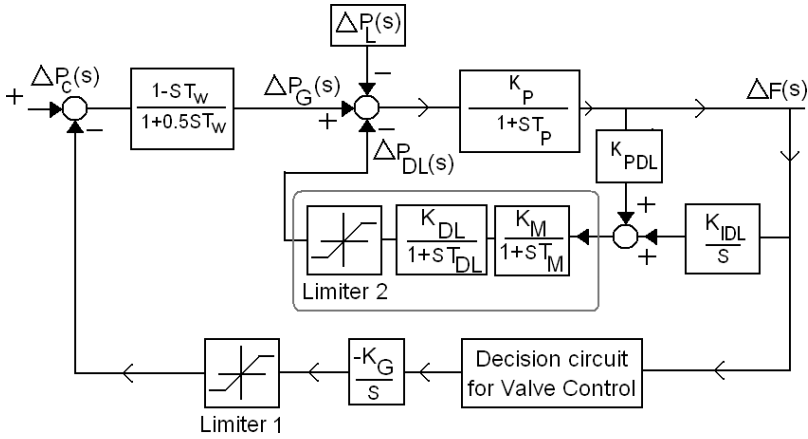 ΔP_L(s)
+ ΔP_c(s)
−
1-ST_W
1+0.5ST_W
ΔP_G(s)
+
−
−
ΔP_DL(s)
K_P
1+ST_P
ΔF(s)
K_PDL
+
+
K_IDL
S
K_M
1+ST_M
K_DL
1+ST_DL
Limiter 2
Decision circuit
for Valve Control
-K_G
S
Limiter 1